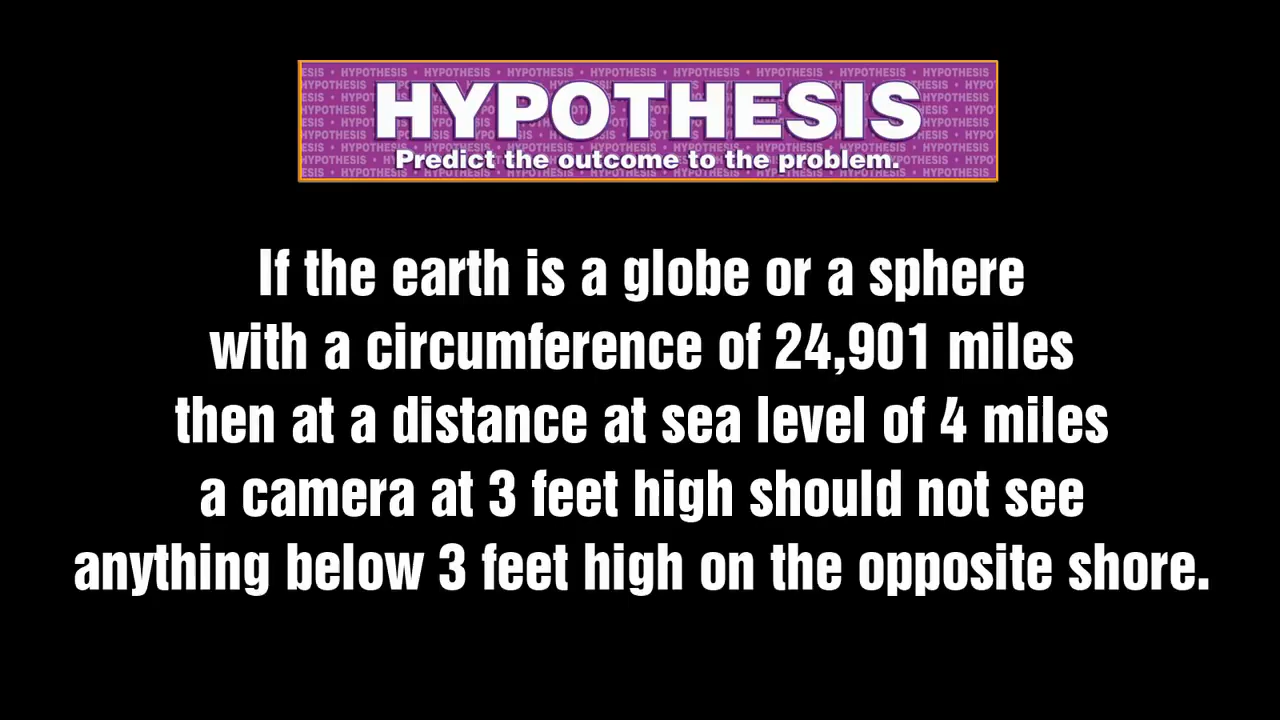 HYPOTHESIS
Predict the outcome to the problem.
If the earth is a globe or a sphere
with a circumference of 24,901 miles
then at a distance at sea level of 4 miles
a camera at 3 feet high should not see
anything below 3 feet high on the opposite shore.